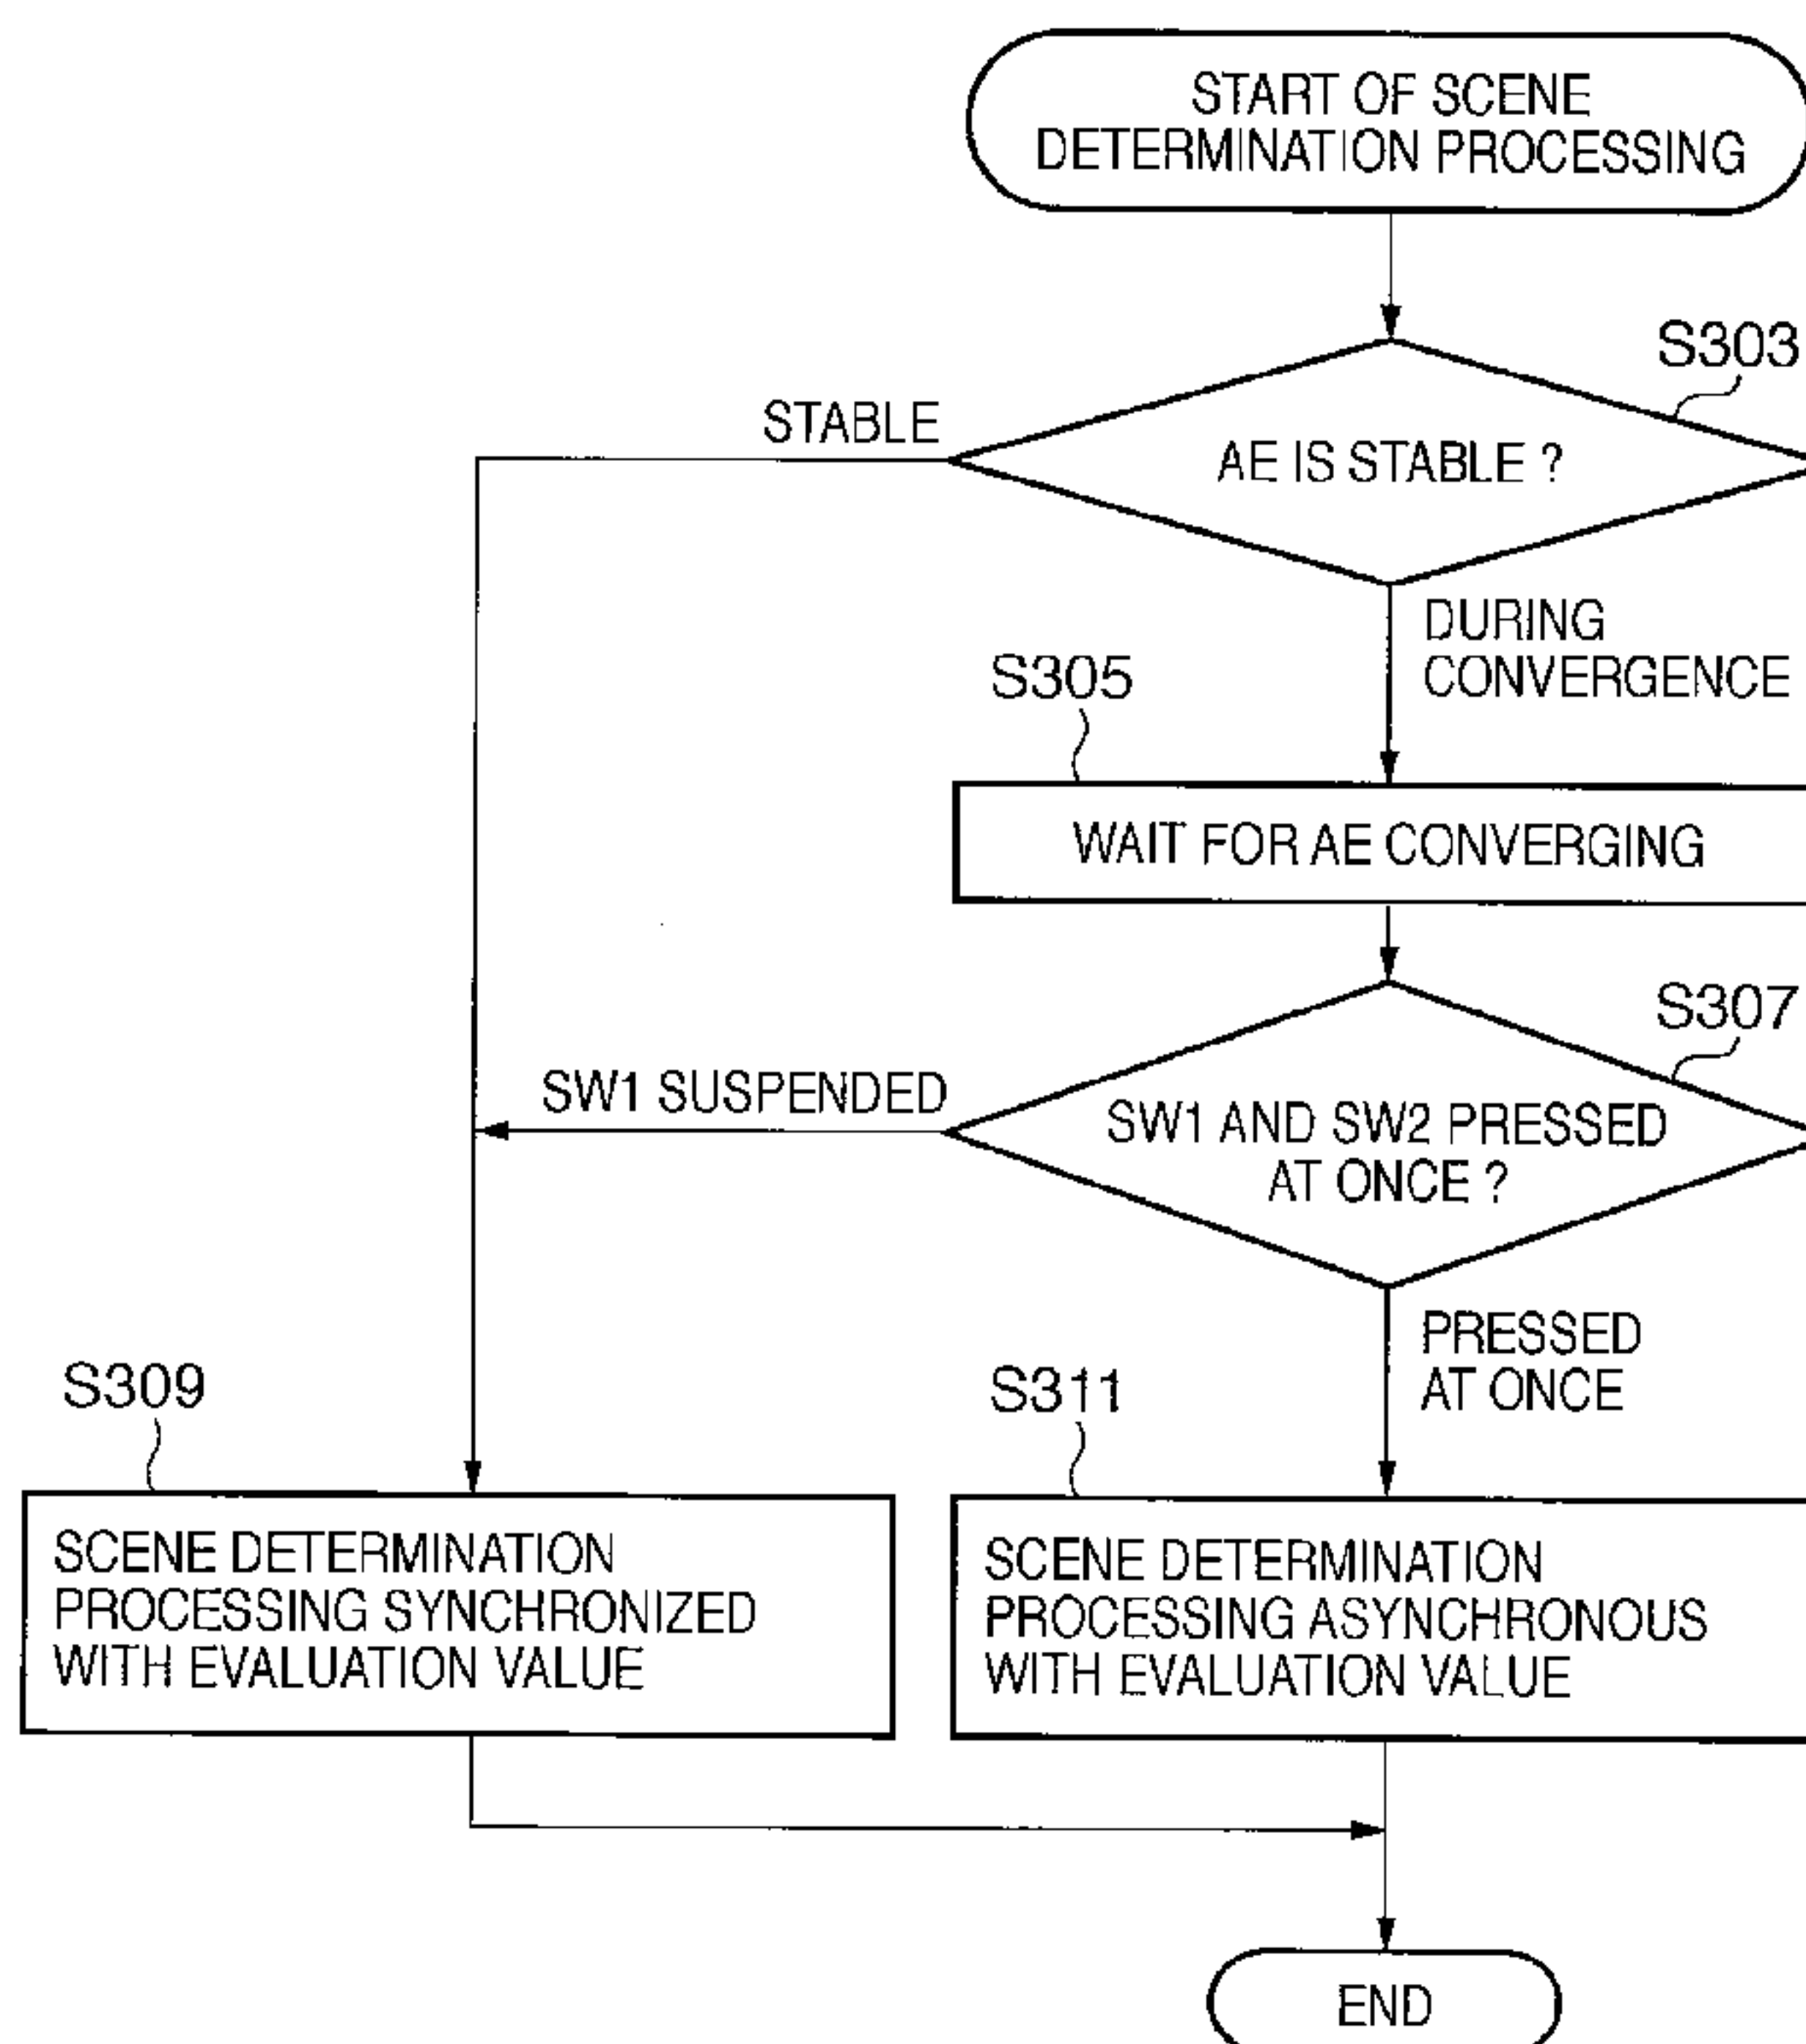 START OF SCENE
DETERMINATION PROCESSING
S303
STABLE
AE IS STABLE ?
DURING
CONVERGENCE
S305
WAIT FOR AE CONVERGING
S307
SW1 SUSPENDED
SW1 AND SW2 PRESSED
AT ONCE ?
PRESSED
AT ONCE
S309
S311
SCENE DETERMINATION
PROCESSING SYNCHRONIZED
WITH EVALUATION VALUE
SCENE DETERMINATION
PROCESSING ASYNCHRONOUS
WITH EVALUATION VALUE
END